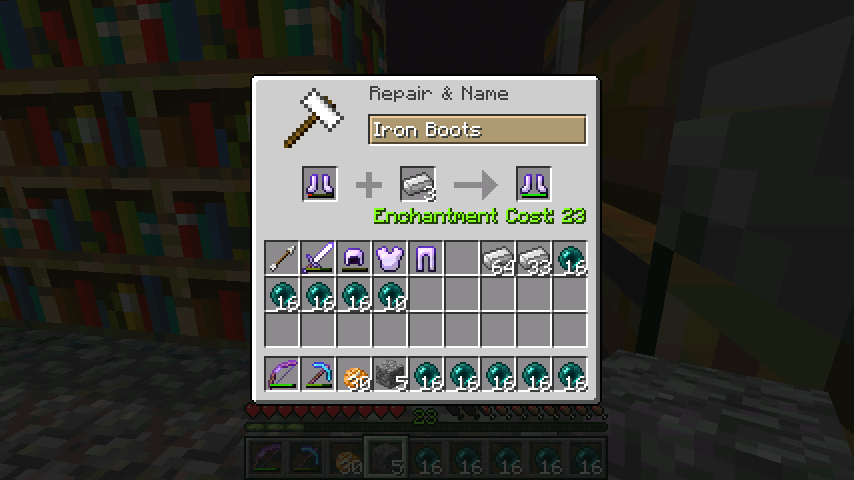 Repair & Name
Iron Boots
3
Enchantment Cost: 23
64 33 16
16 16 16 10
30 5 16 16 16 16 16
23
30 5 16 16 16 16 16